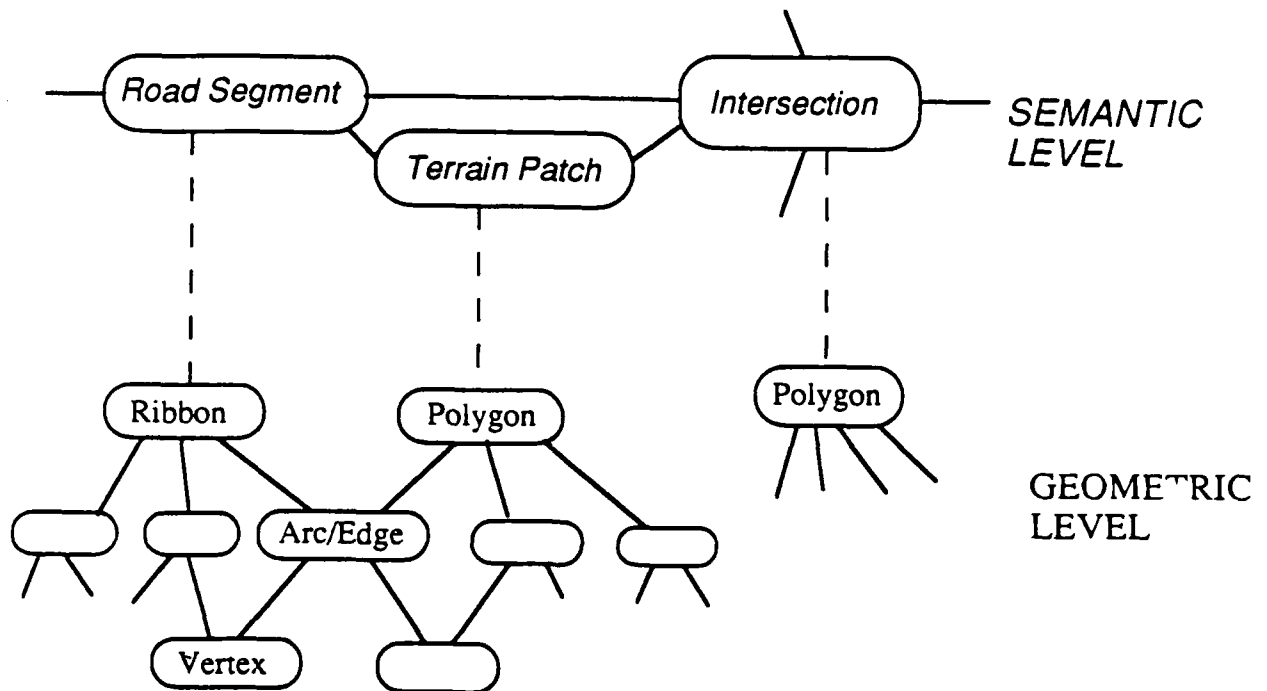 Road Segment
Intersection
SEMANTIC
LEVEL
Terrain Patch
Ribbon
Polygon
Polygon
GEOMETRIC
LEVEL
Arc/Edge
Vertex